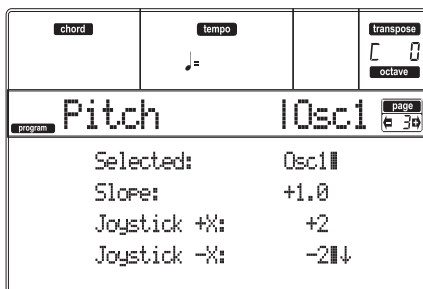 chord tempo transpose
♩= C 0
octave
program Pitch |Osc1 page 3
Selected: Osc1
Slope: +1.0
Joystick +X: +2
Joystick -X: -2↓